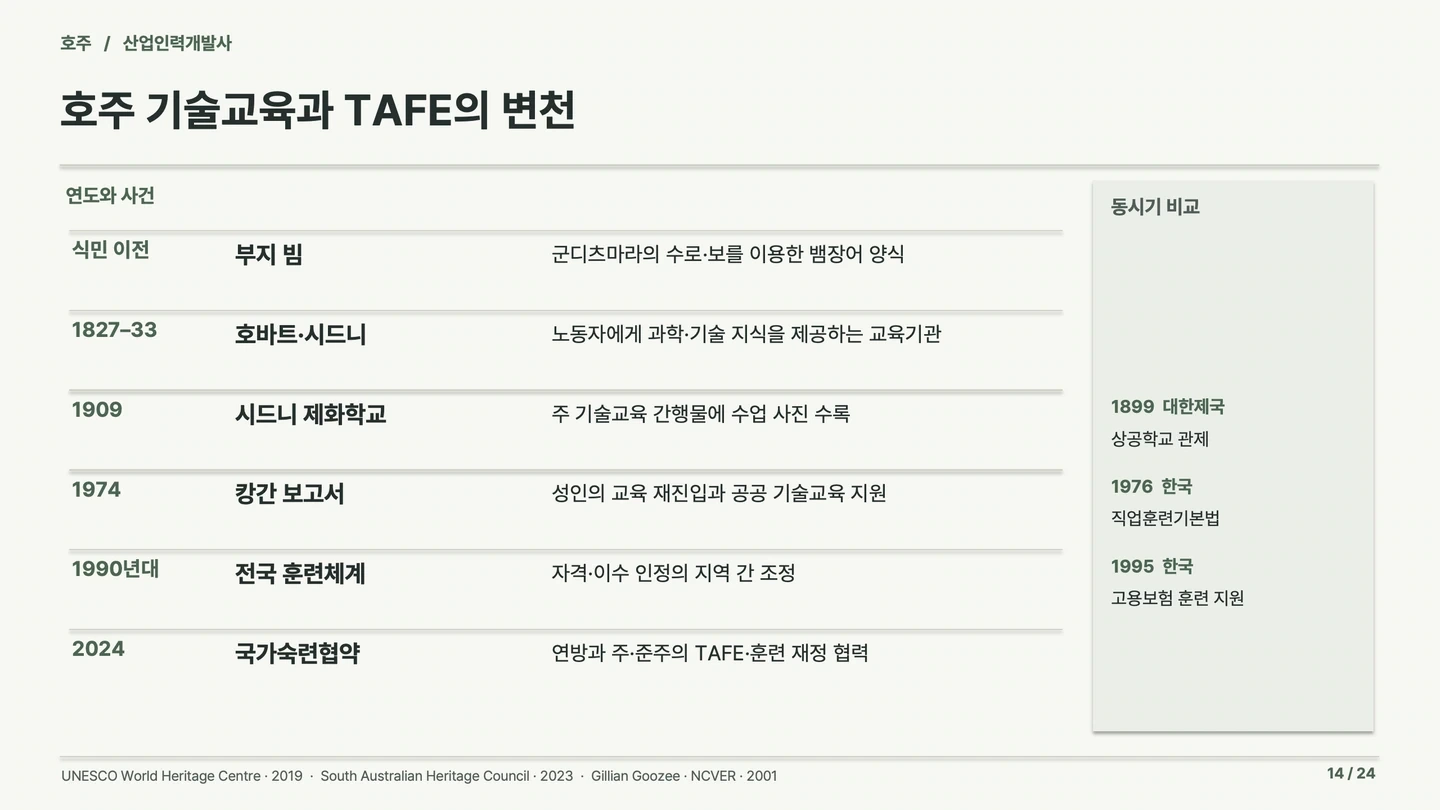 호주 / 산업인력개발사
호주 기술교육과 TAFE의 변천
연도와 사건
식민 이전 부지 빔 군디츠마라의 수로·보를 이용한 뱀장어 양식
1827–33 호바트·시드니 노동자에게 과학·기술 지식을 제공하는 교육기관
1909 시드니 제화학교 주 기술교육 간행물에 수업 사진 수록
1974 캉간 보고서 성인의 교육 재진입과 공공 기술교육 지원
1990년대 전국 훈련체계 자격·이수 인정의 지역 간 조정
2024 국가숙련협약 연방과 주·준주의 TAFE·훈련 재정 협력
동시기 비교
1899 대한제국
상공학교 관제
1976 한국
직업훈련기본법
1995 한국
고용보험 훈련 지원
UNESCO World Heritage Centre · 2019 · South Australian Heritage Council · 2023 · Gillian Goozee · NCVER · 2001
14 / 24